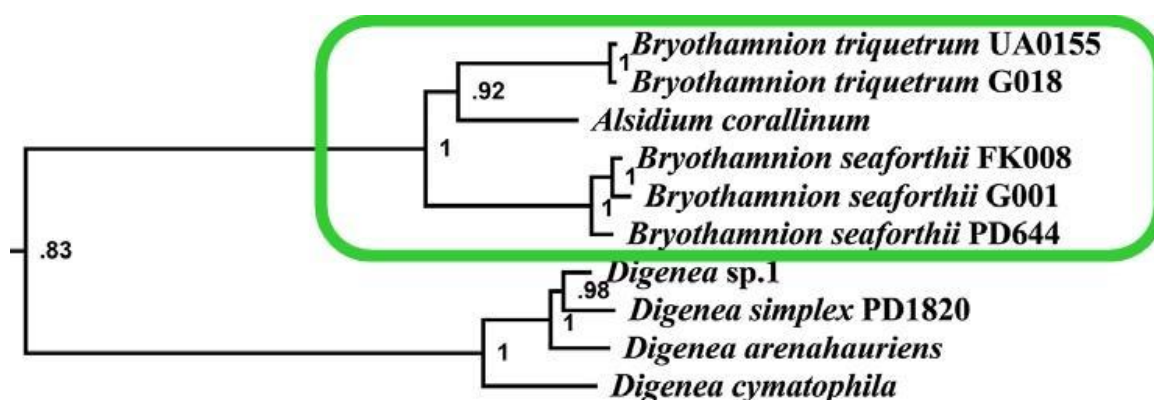 Bryothamnion triquetrum UA0155
1
Bryothamnion triquetrum G018
.92
Alsidium corallinum
1
Bryothamnion seaforthii FK008
1
Bryothamnion seaforthii G001
1
Bryothamnion seaforthii PD644
.83
Digenea sp.1
.98
Digenea simplex PD1820
1
Digenea arenahauriens
1
Digenea cymatophila